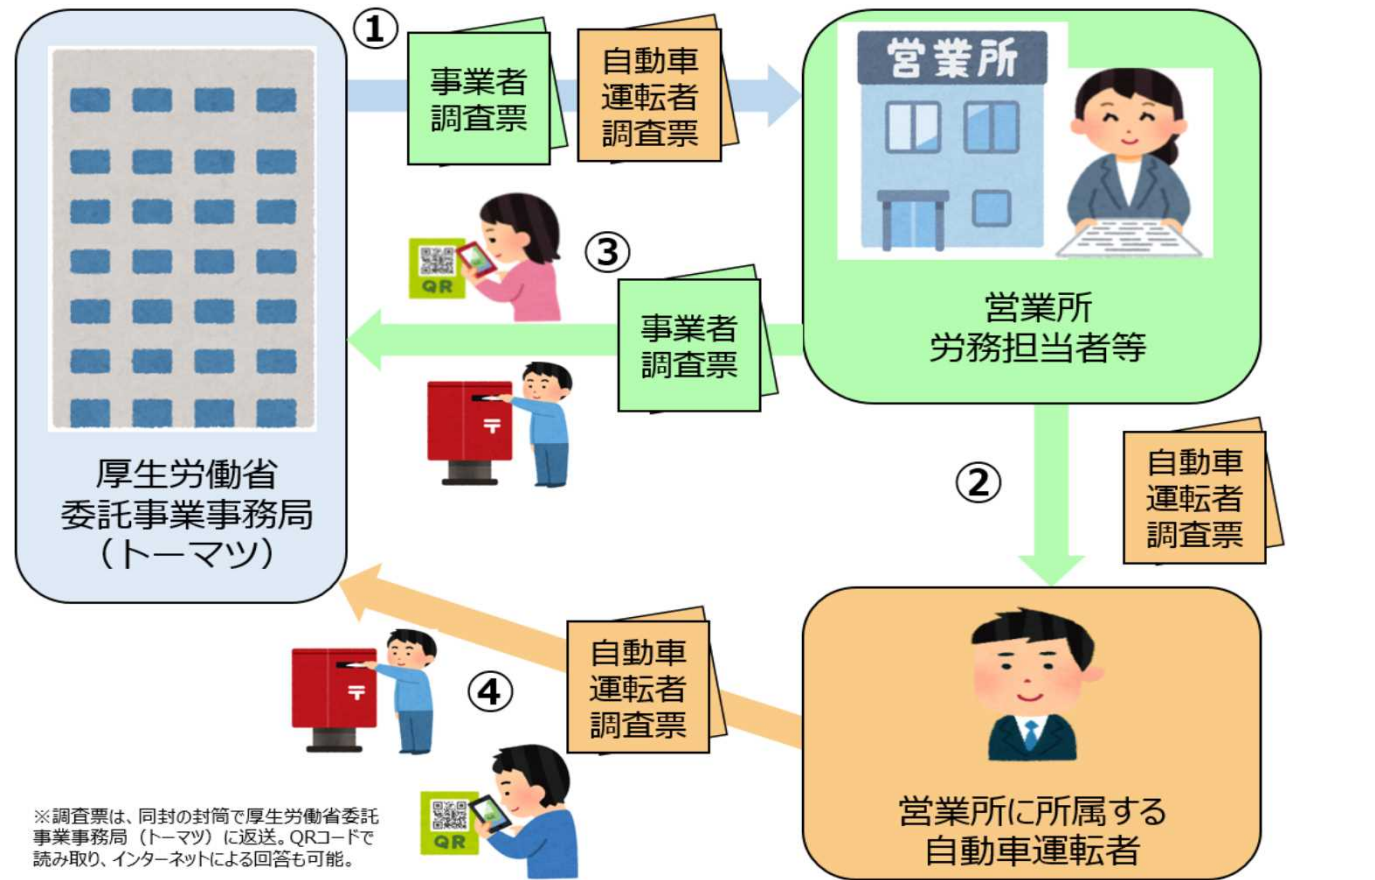 ①
事業者
調査票
自動車
運転者
調査票
営業所
営業所
労務担当者等
QR
③
事業者
調査票
厚生労働省
委託事業事務局
（トーマツ）
②
自動車
運転者
調査票
自動車
運転者
調査票
④
QR
営業所に所属する
自動車運転者
※調査票は、同封の封筒で厚生労働省委託
事業事務局（トーマツ）に返送。QRコードで
読み取り、インターネットによる回答も可能。